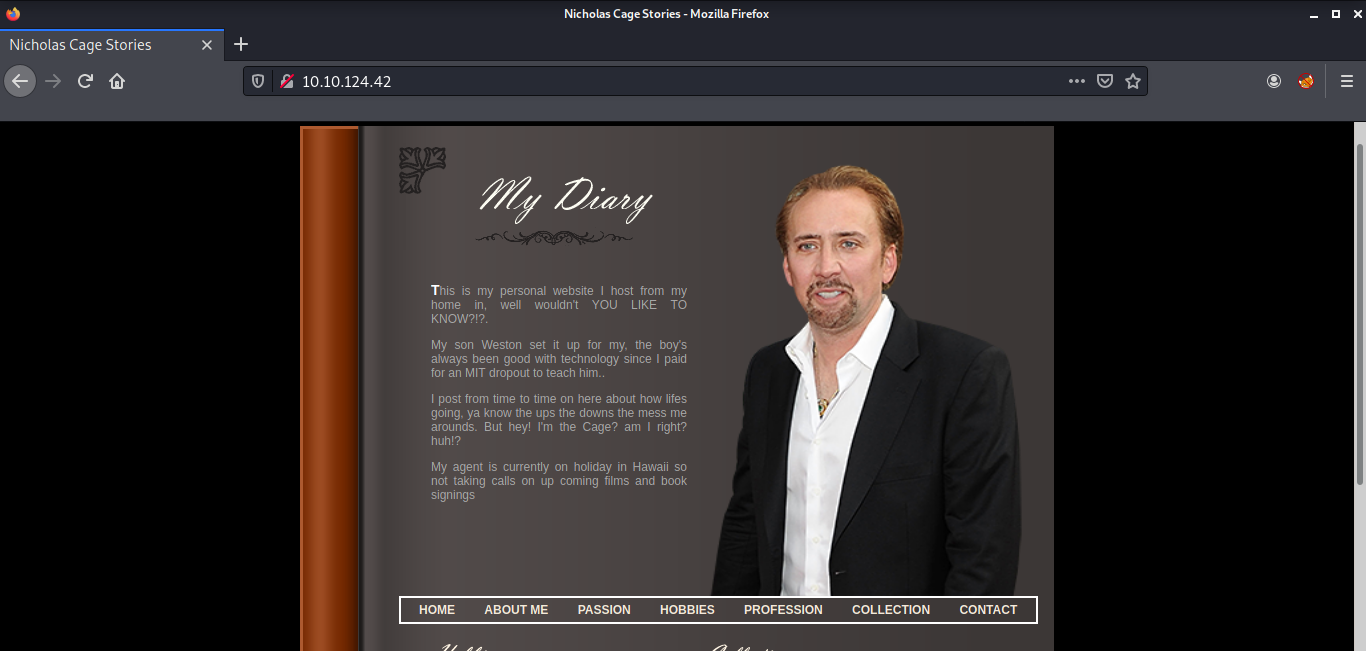 Nicholas Cage Stories - Mozilla Firefox
Nicholas Cage Stories
10.10.124.42
My Diary
This is my personal website I host from my
home in, well wouldn't YOU LIKE TO
KNOW?!?.
My son Weston set it up for my, the boy's
always been good with technology since I paid
for an MIT dropout to teach him..
I post from time to time on here about how lifes
going, ya know the ups the downs the mess me
arounds. But hey! I'm the Cage? am I right?
huh!?
My agent is currently on holiday in Hawaii so
not taking calls on up coming films and book
signings
HOME ABOUT ME PASSION HOBBIES PROFESSION COLLECTION CONTACT